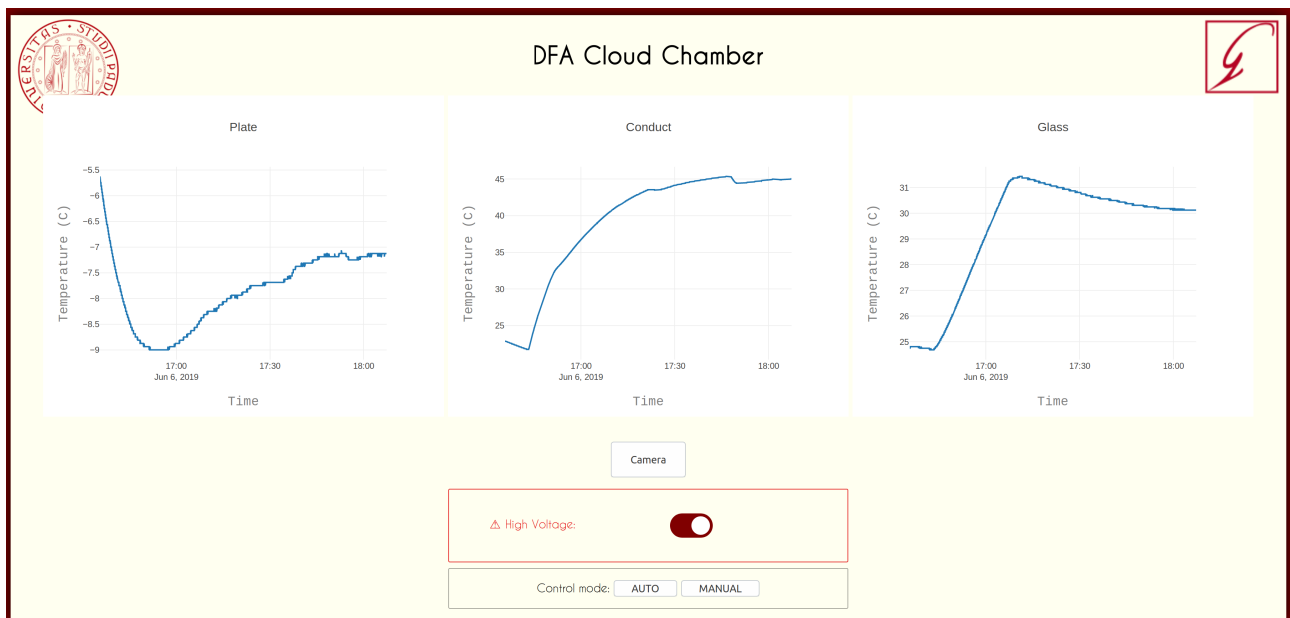 DFA Cloud Chamber
UNIVERSITAS • STUDII PADO
Plate
−5.5
−6
−6.5
−7
−7.5
−8
−8.5
−9
Temperature (C)
17:00
17:30
18:00
Jun 6, 2019
Time
Conduct
45
40
35
30
25
Temperature (C)
17:00
17:30
18:00
Jun 6, 2019
Time
Glass
31
30
29
28
27
26
25
Temperature (C)
17:00
17:30
18:00
Jun 6, 2019
Time
Camera
⚠ High Voltage:
Control mode: AUTO MANUAL